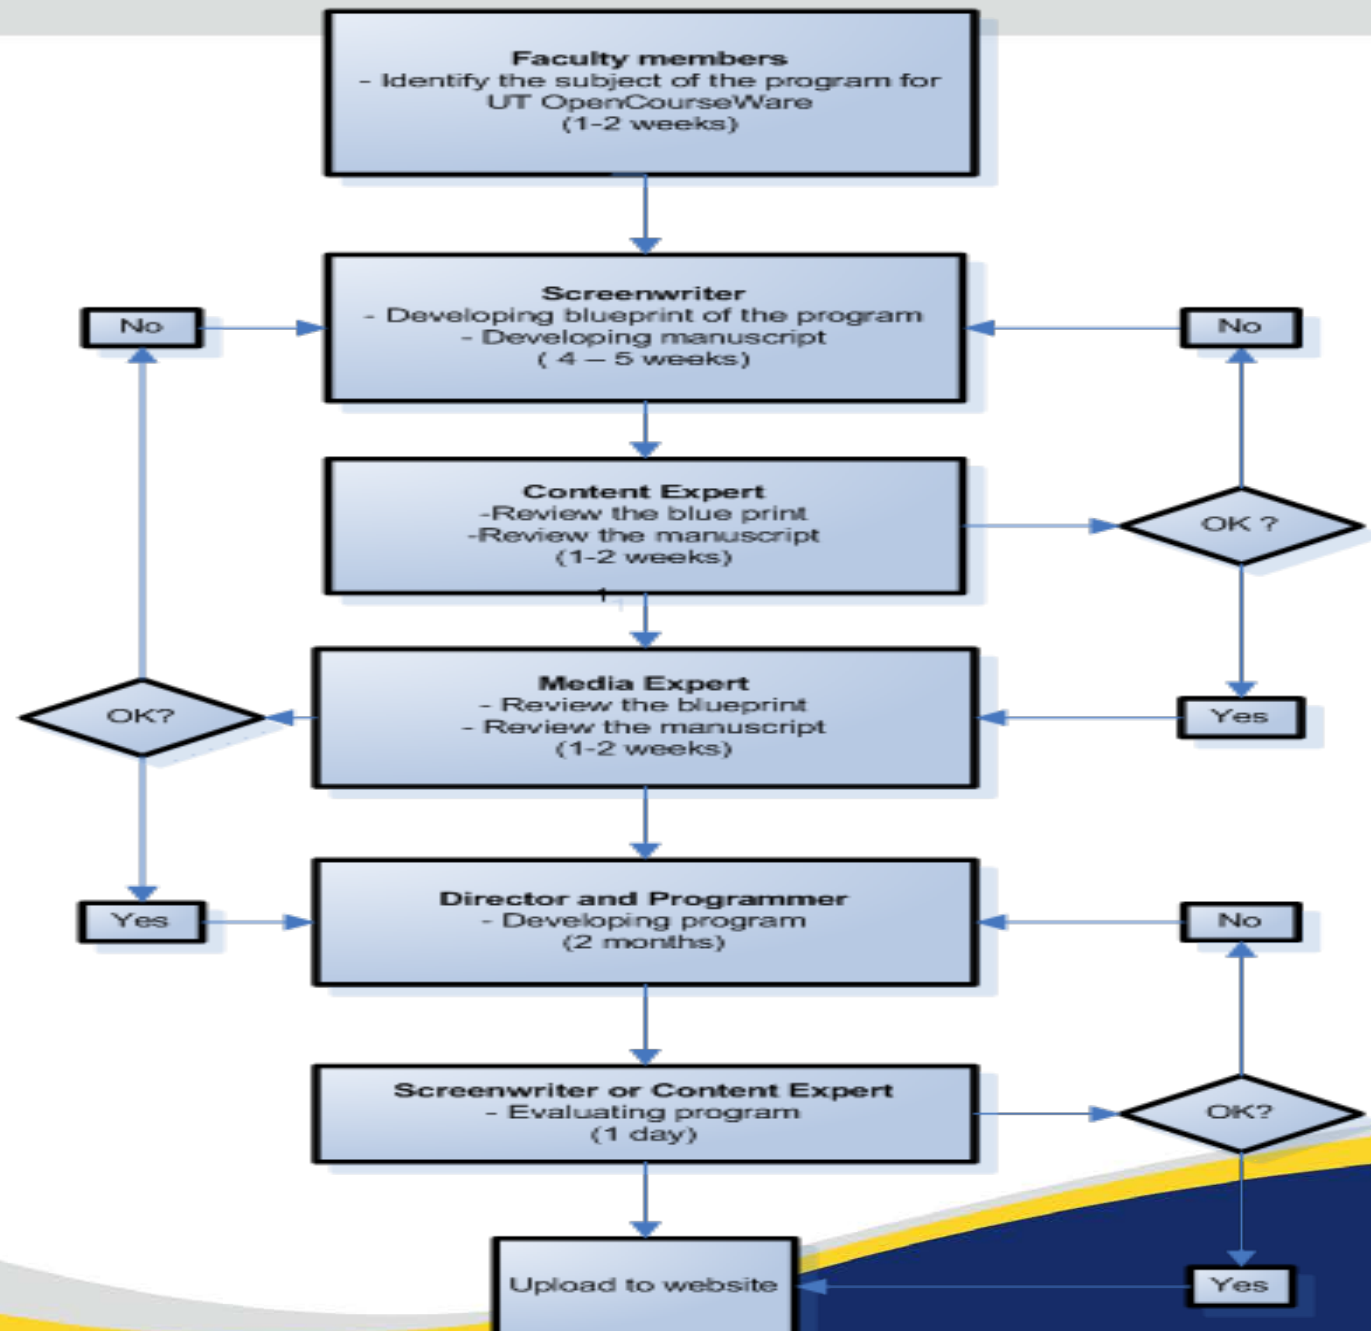 Faculty members
- Identify the subject of the program for
UT OpenCourseWare
(1-2 weeks)
Screenwriter
- Developing blueprint of the program
- Developing manuscript
( 4 – 5 weeks)
No
No
Content Expert
-Review the blue print
-Review the manuscript
(1-2 weeks)
OK ?
1
Media Expert
- Review the blueprint
- Review the manuscript
(1-2 weeks)
OK?
Yes
Director and Programmer
- Developing program
(2 months)
Yes
No
Screenwriter or Content Expert
- Evaluating program
(1 day)
OK?
Upload to website
Yes